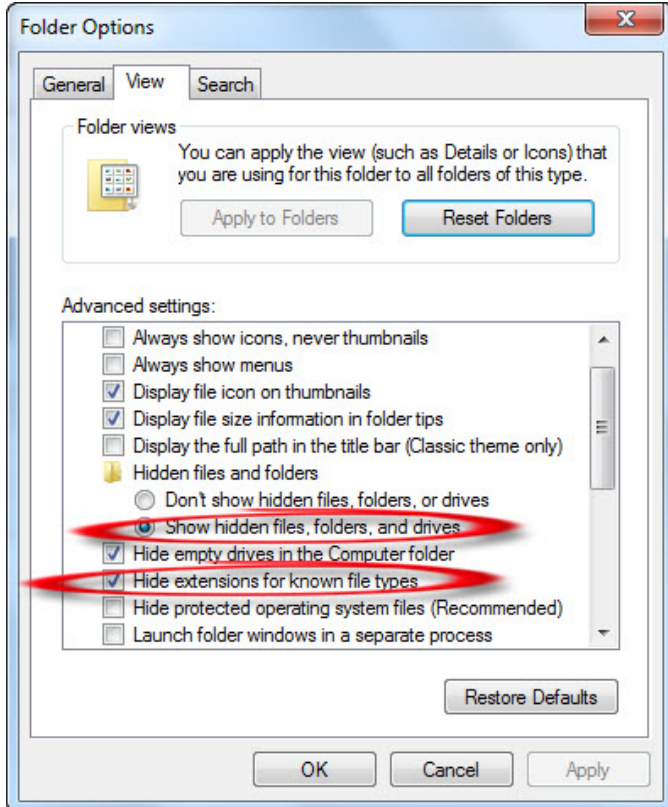 Folder Options
General
View
Search
Folder views
You can apply the view (such as Details or Icons) that
you are using for this folder to all folders of this type.
Apply to Folders
Reset Folders
Advanced settings:
Always show icons, never thumbnails
Always show menus
Display file icon on thumbnails
Display file size information in folder tips
Display the full path in the title bar (Classic theme only)
Hidden files and folders
Don't show hidden files, folders, or drives
Show hidden files, folders, and drives
Hide empty drives in the Computer folder
Hide extensions for known file types
Hide protected operating system files (Recommended)
Launch folder windows in a separate process
Restore Defaults
OK
Cancel
Apply